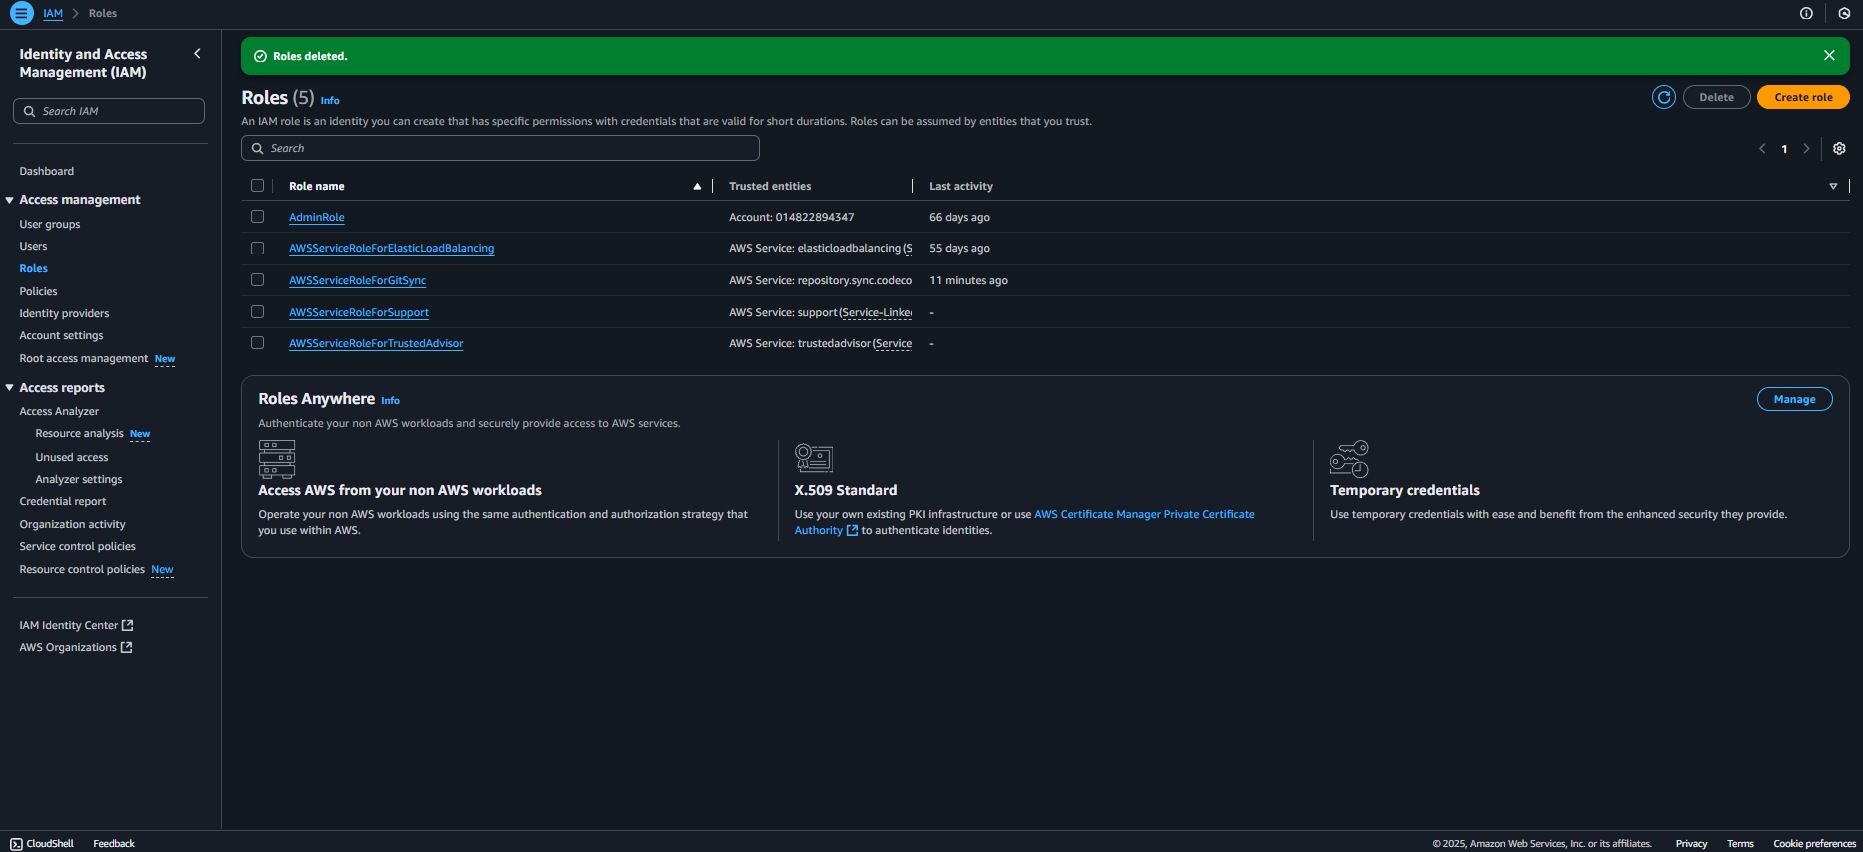 IAM > Roles
Identity and Access
Management (IAM)
Search IAM
Dashboard
Access management
User groups
Users
Roles
Policies
Identity providers
Account settings
Root access management New
Access reports
Access Analyzer
Resource analysis New
Unused access
Analyzer settings
Credential report
Organization activity
Service control policies
Resource control policies New
IAM Identity Center
AWS Organizations
Roles deleted.
Roles (5) Info
Delete
Create role
An IAM role is an identity you can create that has specific permissions with credentials that are valid for short durations. Roles can be assumed by entities that you trust.
Search
1
Role name Trusted entities Last activity
AdminRole Account: 014822894347 66 days ago
AWSServiceRoleForElasticLoadBalancing AWS Service: elasticloadbalancing (S 55 days ago
AWSServiceRoleForGitSync AWS Service: repository.sync.codeco 11 minutes ago
AWSServiceRoleForSupport AWS Service: support (Service-Linke -
AWSServiceRoleForTrustedAdvisor AWS Service: trustedadvisor (Service -
Roles Anywhere Info
Manage
Authenticate your non AWS workloads and securely provide access to AWS services.
Access AWS from your non AWS workloads
Operate your non AWS workloads using the same authentication and authorization strategy that
you use within AWS.
X.509 Standard
Use your own existing PKI infrastructure or use AWS Certificate Manager Private Certificate
Authority to authenticate identities.
Temporary credentials
Use temporary credentials with ease and benefit from the enhanced security they provide.
CloudShell Feedback
© 2025, Amazon Web Services, Inc. or its affiliates. Privacy Terms Cookie preferences